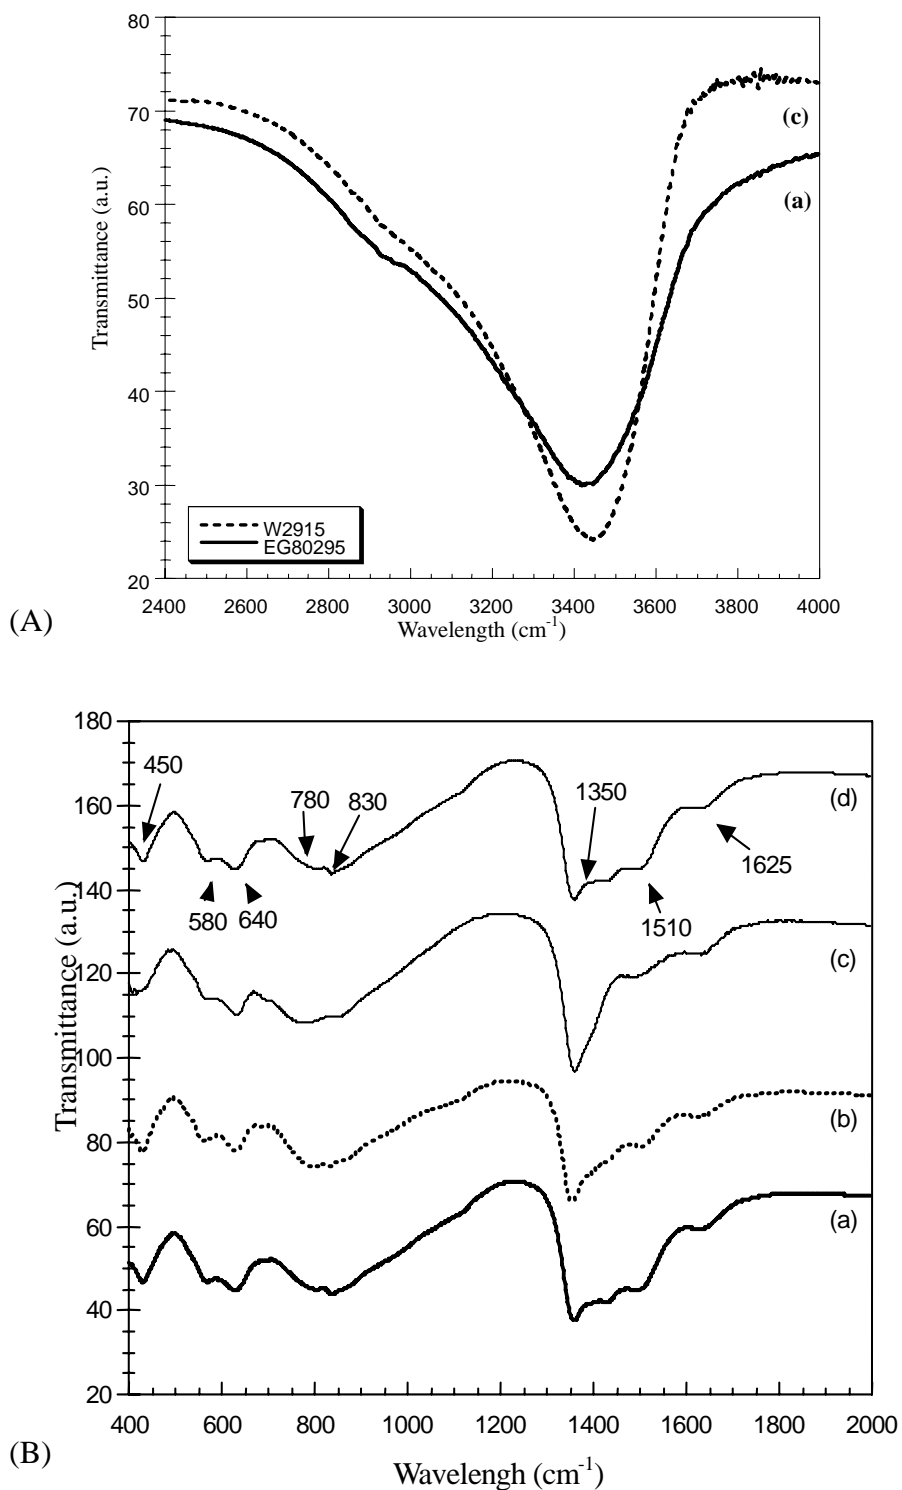 80
70
60
50
40
30
20
Transmittance (a.u.)
(c)
(a)
W2915
EG80295
2400 2600 2800 3000 3200 3400 3600 3800 4000
Wavelength (cm-1)
(A)
180
160
140
120
100
80
60
40
20
Transmittance (a.u.)
450
780
830
1350
(d)
1625
580
640
1510
(c)
(b)
(a)
400 600 800 1000 1200 1400 1600 1800 2000
(B)
Wavelengh (cm-1)